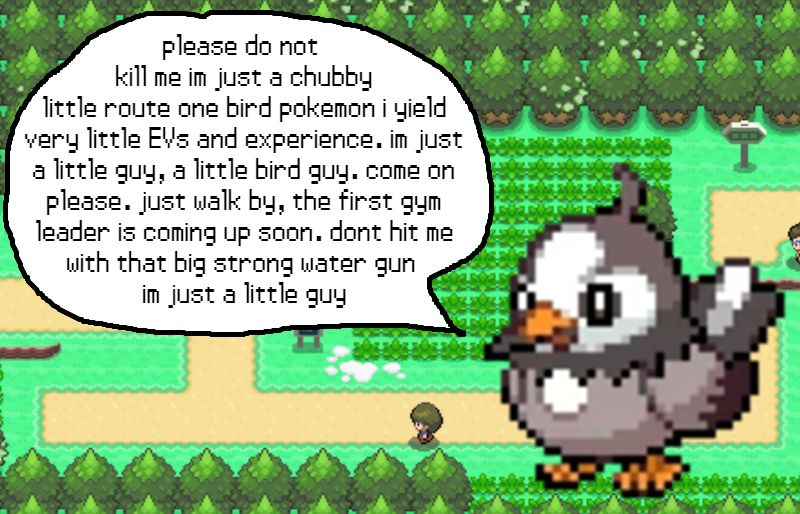 please do not
kill me im just a chubby
little route one bird pokemon i yield
very little EVs and experience. im just
a little guy, a little bird guy. come on
please. just walk by, the first gym
leader is coming up soon. dont hit me
with that big strong water gun
im just a little guy